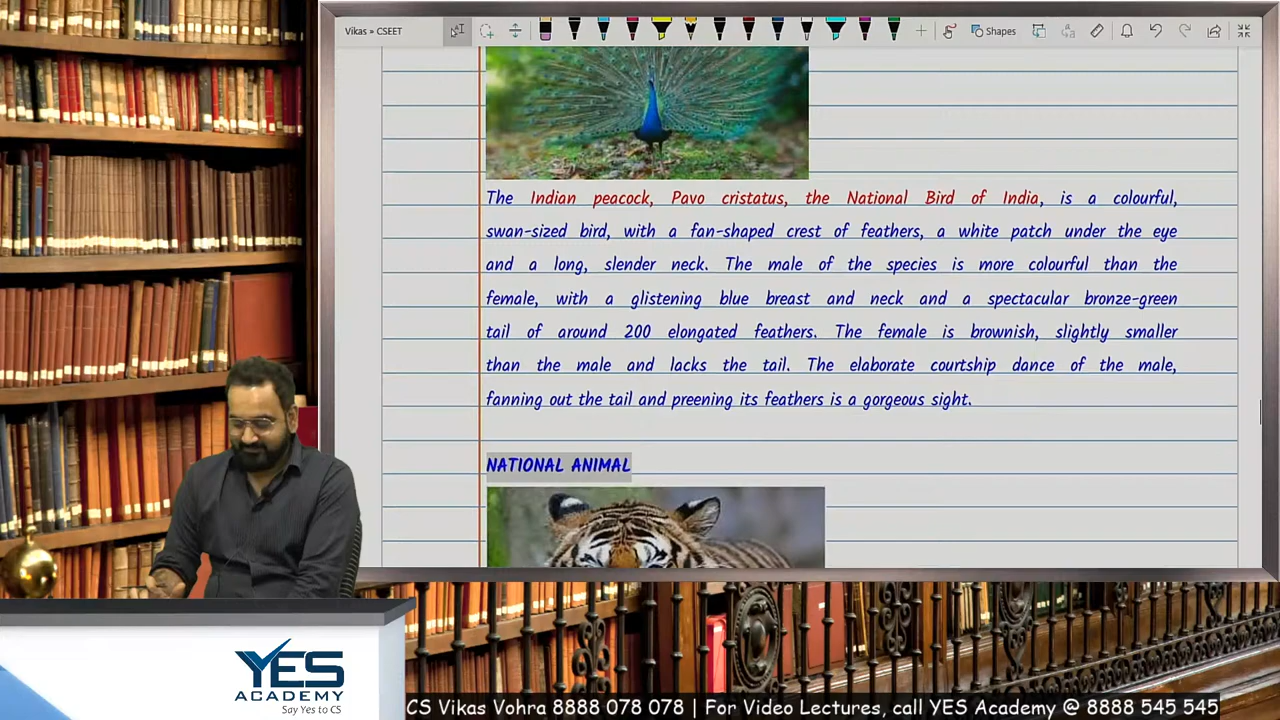 Vikas » CSEET
Shapes
The Indian peacock, Pavo cristatus, the National Bird of India, is a colourful,
swan-sized bird, with a fan-shaped crest of feathers, a white patch under the eye
and a long, slender neck. The male of the species is more colourful than the
female, with a glistening blue breast and neck and a spectacular bronze-green
tail of around 200 elongated feathers. The female is brownish, slightly smaller
than the male and lacks the tail. The elaborate courtship dance of the male,
fanning out the tail and preening its feathers is a gorgeous sight.
NATIONAL ANIMAL
YES
ACADEMY
Say Yes to CS
CS Vikas Vohra 8888 078 078 | For Video Lectures, call YES Academy @ 8888 545 545